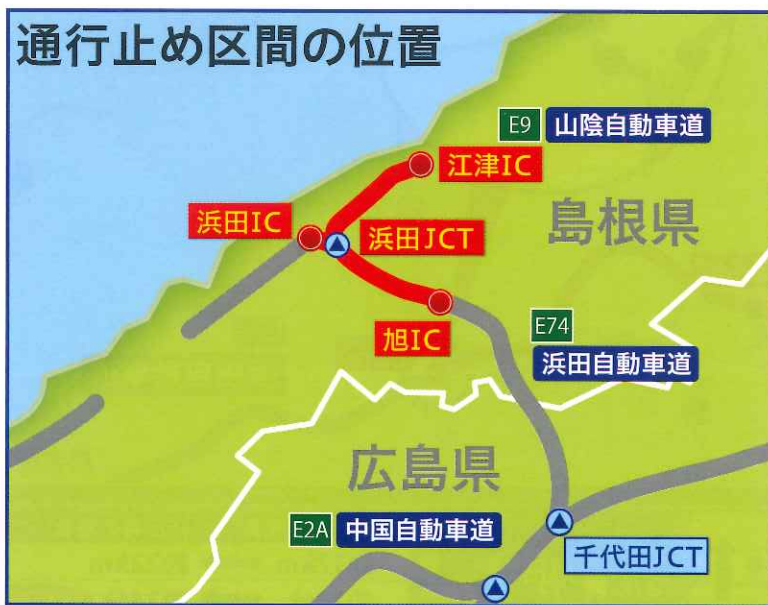 通行止め区間の位置
E9 山陰自動車道
江津IC
浜田IC
浜田JCT
島根県
旭IC
E74
浜田自動車道
広島県
E2A 中国自動車道
千代田JCT